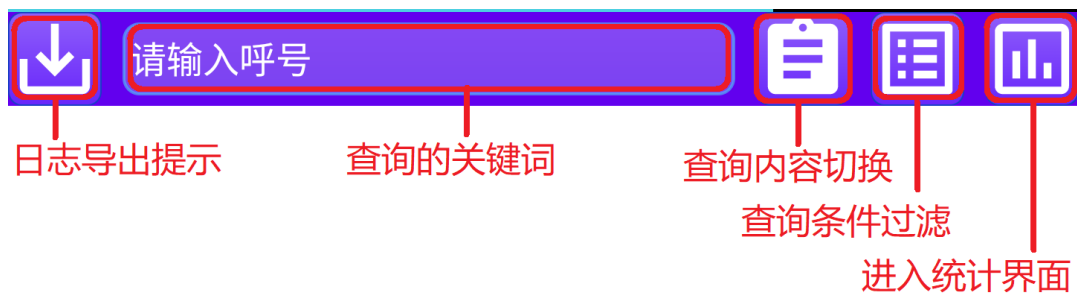 请输入呼号
日志导出提示
查询的关键词
查询内容切换
查询条件过滤
进入统计界面